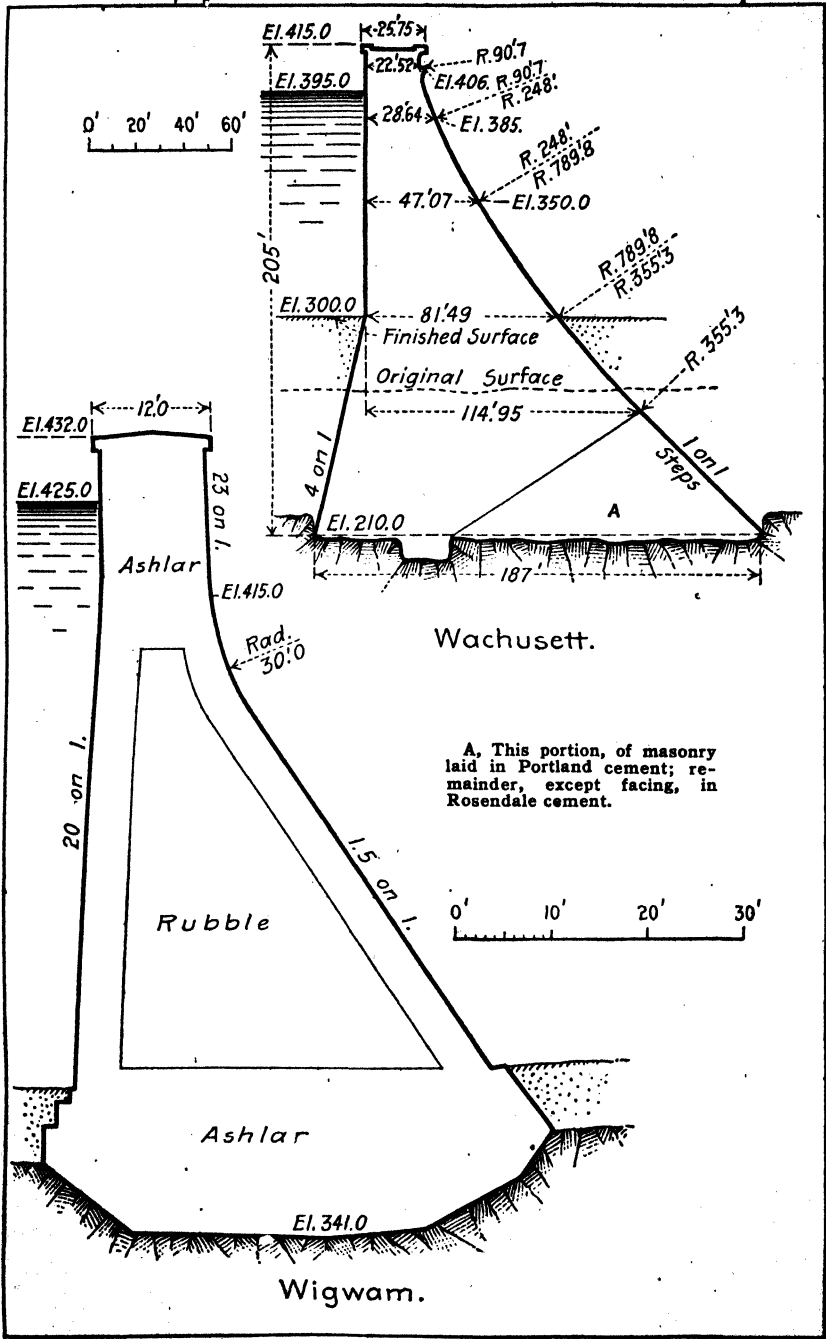 El.415.0
25'.75
22'.52
R.90'.7
El.406.
R.90'.7
R.248'.
El.395.0
28'.64
El.385.
0' 20' 40' 60'
R.248'.
R.789'.8
47'.07
El.350.0
205'
R.789'.8
R.355'.3
El.300.0
81'.49
Finished Surface
R.355'.3
Original Surface
114'.95
4 on 1
1 on 1
Steps
A
El.210.0
187'
Wachusett.
12'.0
El.432.0
El.425.0
23 on 1.
Ashlar
El.415.0
Rad.
30'.0
20 on 1.
1.5 on 1.
A, This portion, of masonry
laid in Portland cement; re-
mainder, except facing, in
Rosendale cement.
Rubble
0' 10' 20' 30'
Ashlar
El.341.0
Wigwam.